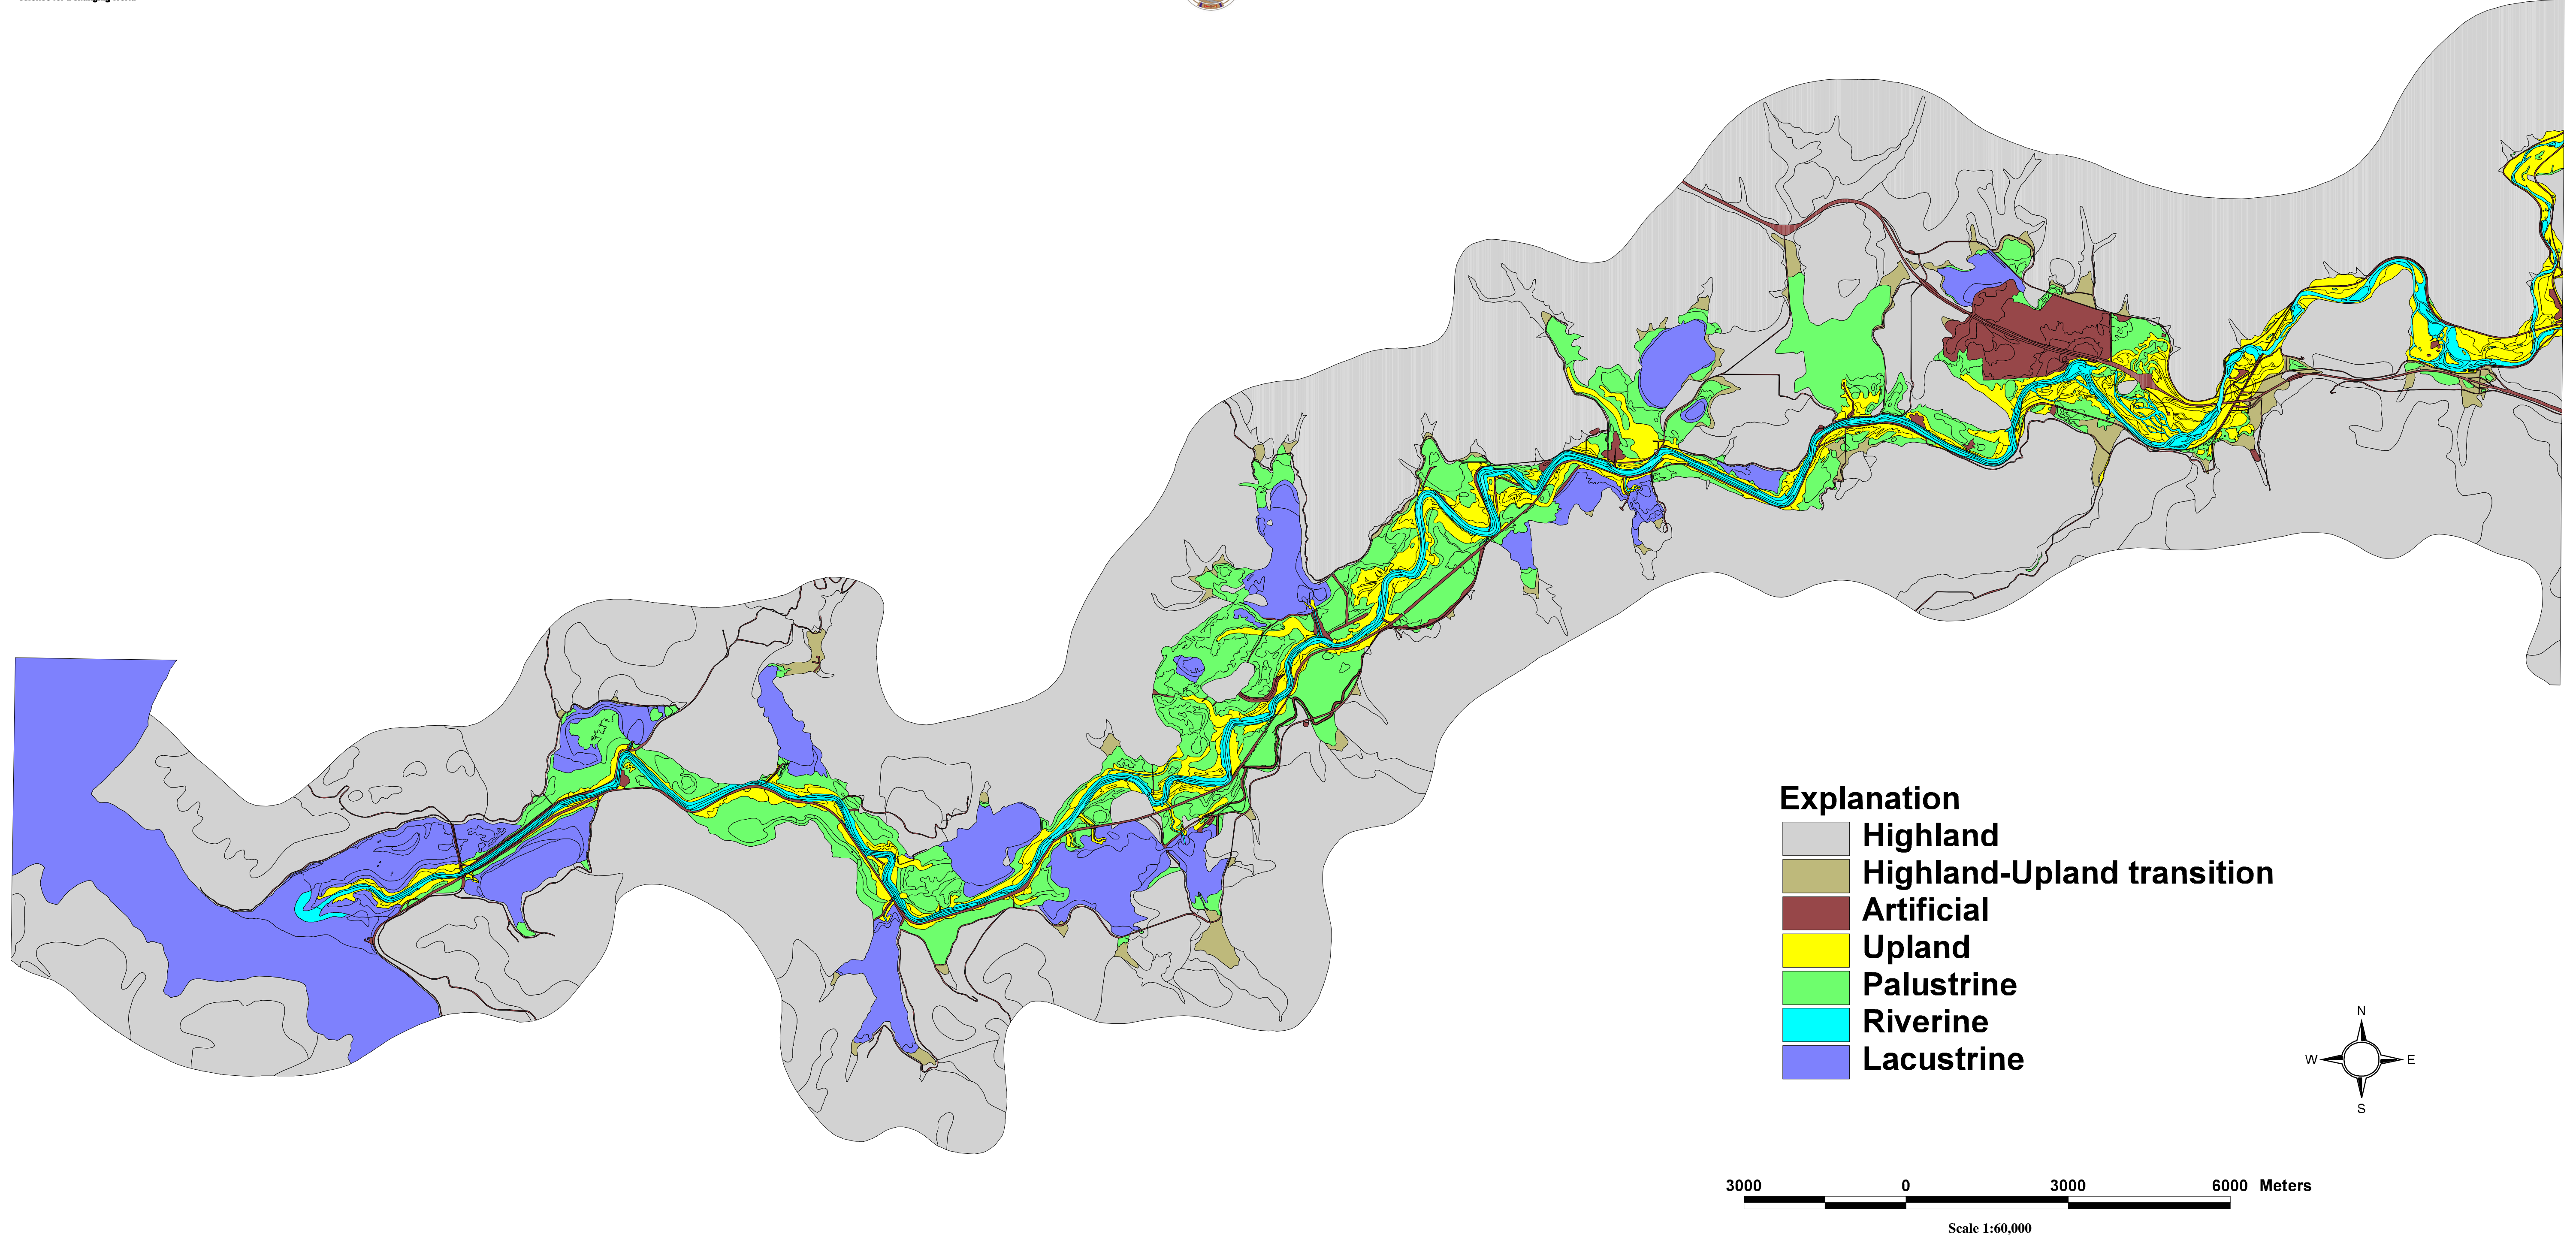 Explanation
Highland
Highland-Upland transition
Artificial
Upland
Palustrine
Riverine
Lacustrine
N
W E
S
3000 0 3000 6000 Meters
Scale 1:60,000